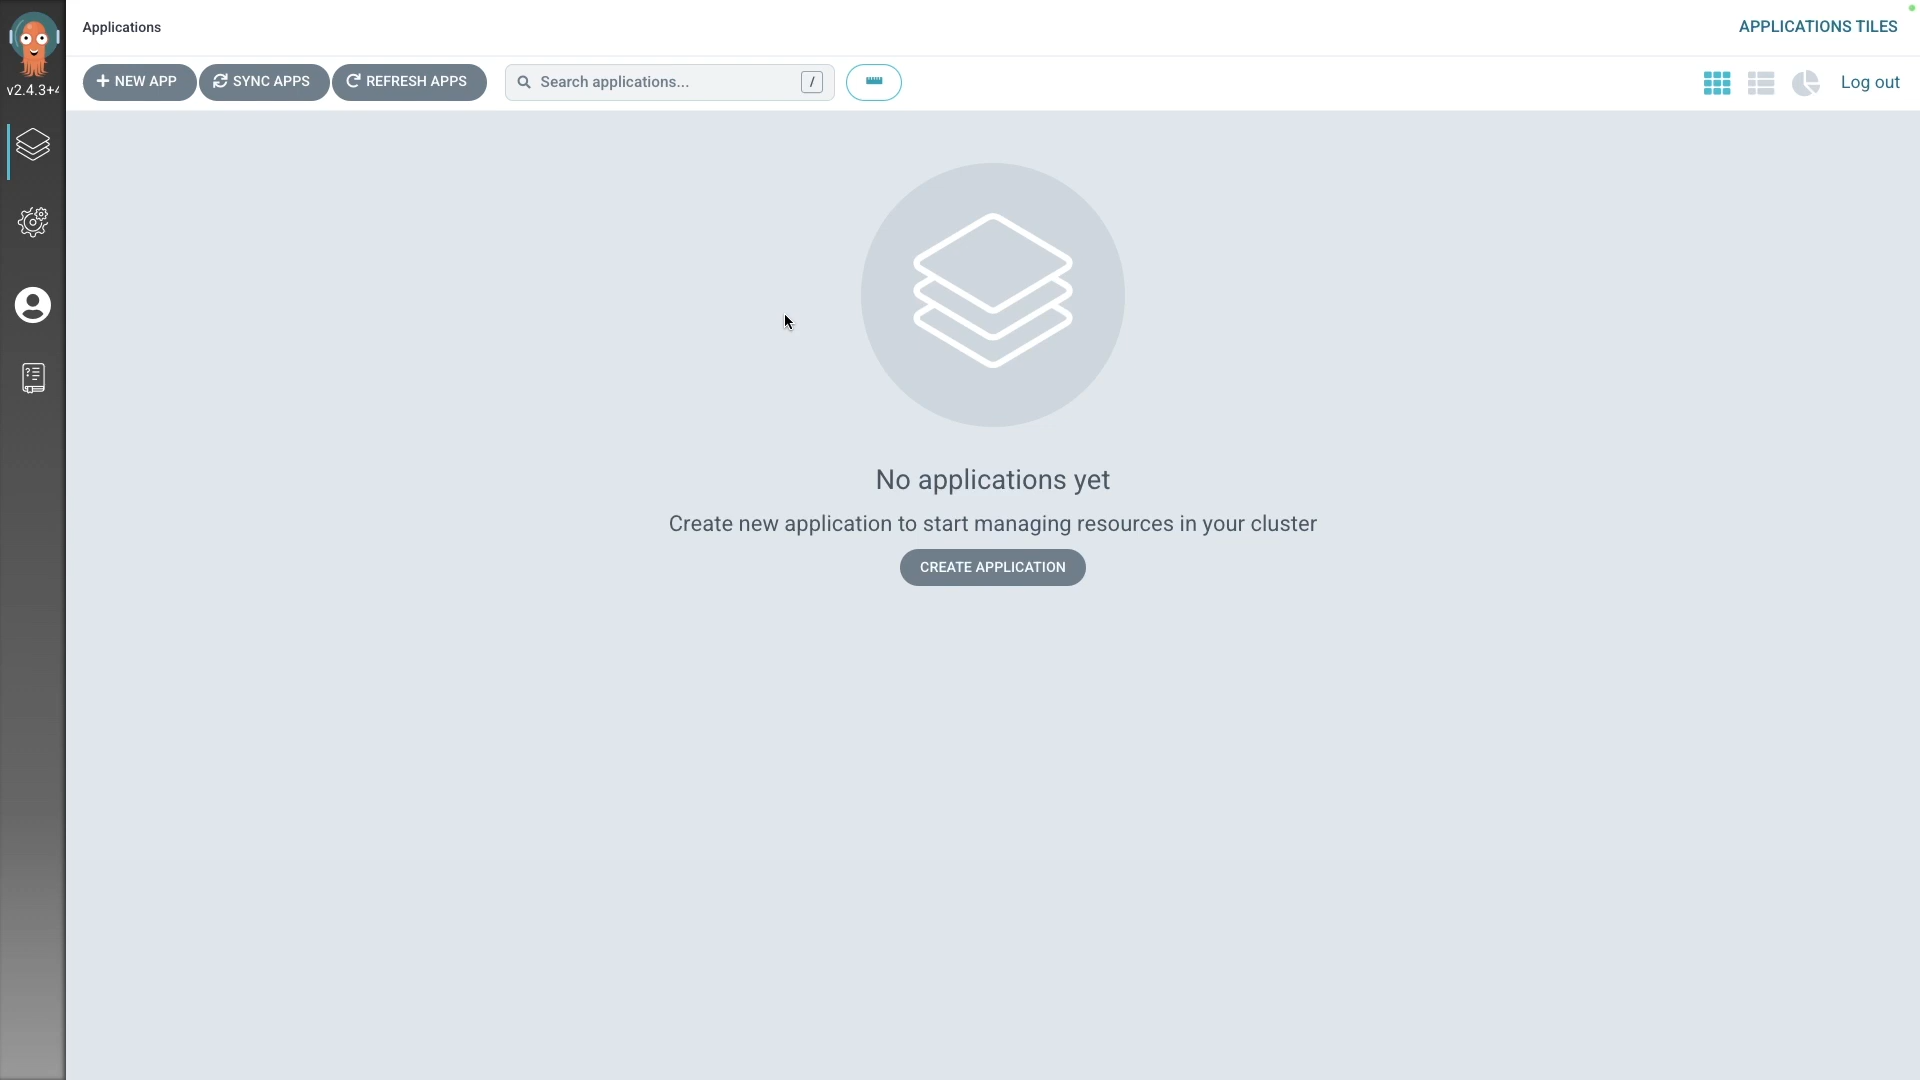 Applications
APPLICATIONS TILES
NEW APP
SYNC APPS
REFRESH APPS
Search applications...
/
Log out
v2.4.3+
No applications yet
Create new application to start managing resources in your cluster
CREATE APPLICATION